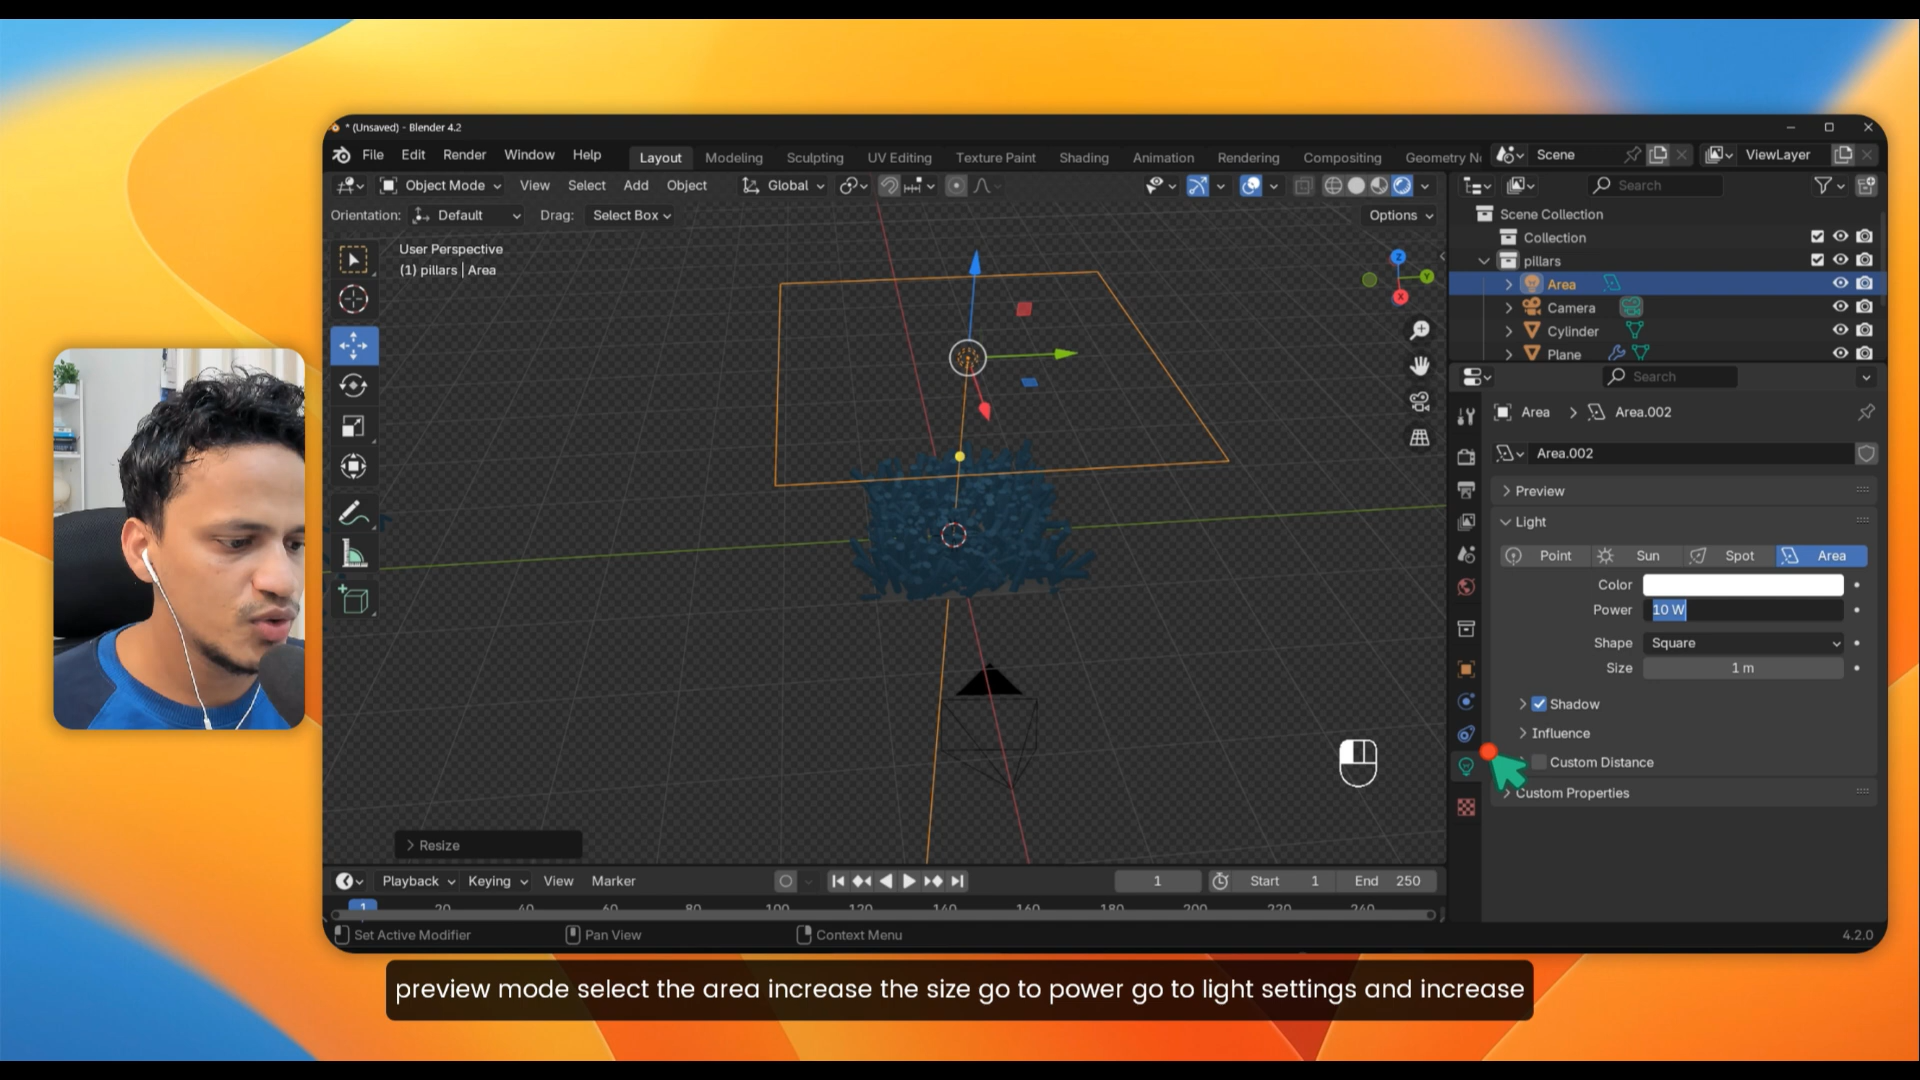 * (Unsaved) - Blender 4.2
File Edit Render Window Help
Layout Modeling Sculpting UV Editing Texture Paint Shading Animation Rendering Compositing Geometry N
Scene
ViewLayer
Object Mode View Select Add Object
Global
Search
Orientation: Default Drag: Select Box
Options
User Perspective
(1) pillars | Area
Z
Y
X
Scene Collection
Collection
pillars
Area
Camera
Cylinder
Plane
Search
Area > Area.002
Area.002
Preview
Light
Point Sun Spot Area
Color
Power 10 W
Shape Square
Size 1 m
Shadow
Influence
Custom Distance
Custom Properties
Resize
Playback Keying View Marker
1 Start 1 End 250
1 20 40 60 80 100 120 140 160 180 200 220 240
Set Active Modifier Pan View Context Menu
4.2.0
preview mode select the area increase the size go to power go to light settings and increase